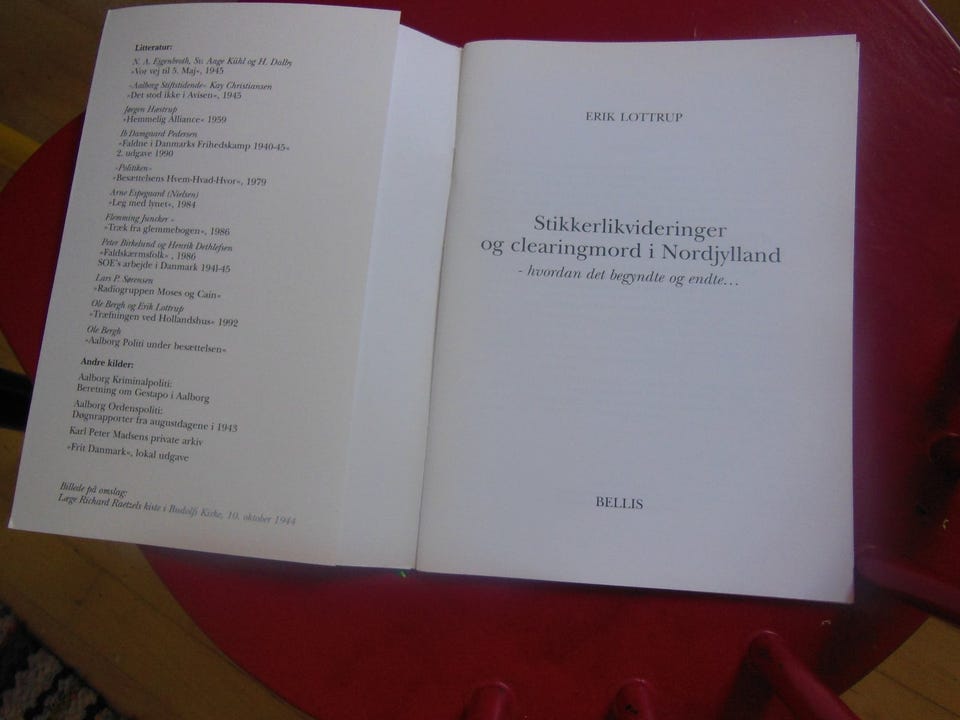 Litteratur:
N. A. Ejgenbroth, Sv. Aage Kühl og H. Dalby
»Vor vej til 5. Maj«, 1945
»Aalborg Stiftstidende« Kay Christiansen
»Det stod ikke i Avisen«, 1945
Jørgen Hæstrup
»Hemmelig Alliance« 1959
Ib Damgaard Pedersen
»Faldne i Danmarks Frihedskamp 1940-45«
2. udgave 1990
»Politiken«
»Besættelsens Hvem-Hvad-Hvor«, 1979
Arne Espegaard (Nielsen)
»Leg med lynet«, 1984
Flemming Juncker -
»Træk fra glemmebogen«, 1986
Peter Birkelund og Henrik Dethlefsen
»Faldskærmsfolk« , 1986
SOE's arbejde i Danmark 1941-45
Lars P. Sørensen
»Radiogruppen Moses og Cain«
Ole Bergh og Erik Lottrup
»Træfningen ved Hollandshus« 1992
Ole Bergh
»Aalborg Politi under besættelsen«
Andre kilder:
Aalborg Kriminalpoliti:
Beretning om Gestapo i Aalborg
Aalborg Ordenspoliti:
Døgnrapporter fra augustdagene i 1943
Karl Peter Madsens private arkiv
»Frit Danmark«, lokal udgave
Billede på omslag:
Læge Richard Raetzels kiste i Budolfi Kirke, 10. oktober 1944
ERIK LOTTRUP
Stikkerlikvideringer
og clearingmord i Nordjylland
- hvordan det begyndte og endte…
BELLIS